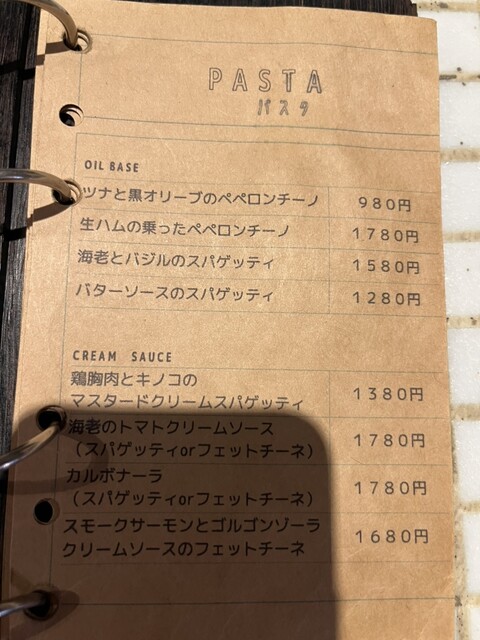 PASTA
パスタ
OIL BASE
ツナと黒オリーブのペペロンチーノ 980円
生ハムの乗ったペペロンチーノ 1780円
海老とバジルのスパゲッティ 1580円
バターソースのスパゲッティ 1280円
CREAM SAUCE
鶏胸肉とキノコの
マスタードクリームスパゲッティ 1380円
海老のトマトクリームソース
（スパゲッティorフェットチーネ） 1780円
カルボナーラ
（スパゲッティorフェットチーネ） 1780円
スモークサーモンとゴルゴンゾーラ
クリームソースのフェットチーネ 1680円